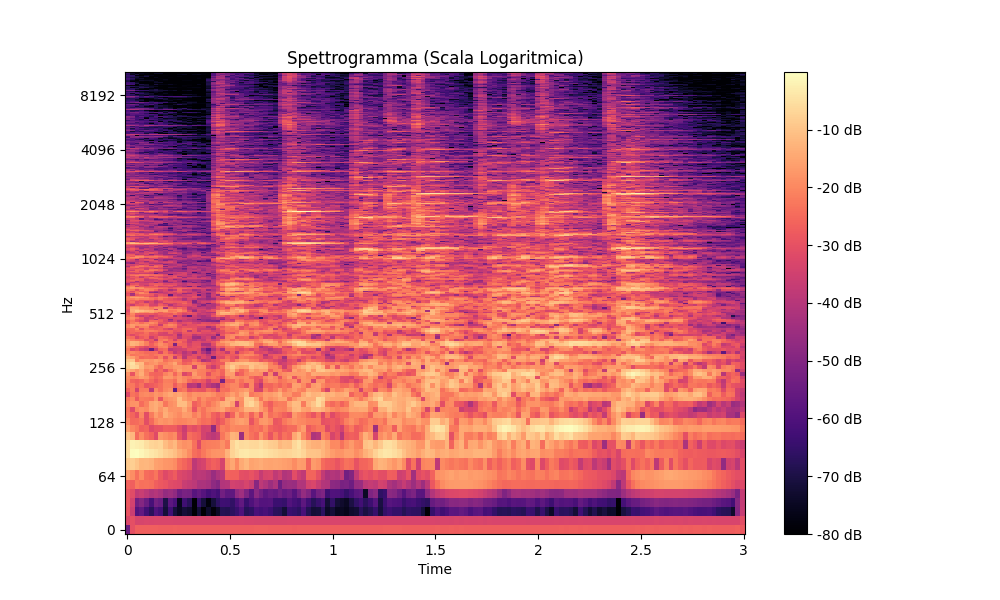 Spettrogramma (Scala Logaritmica)
8192
4096
2048
1024
512
256
128
64
0
Hz
0
0.5
1
1.5
2
2.5
3
Time
-10 dB
-20 dB
-30 dB
-40 dB
-50 dB
-60 dB
-70 dB
-80 dB